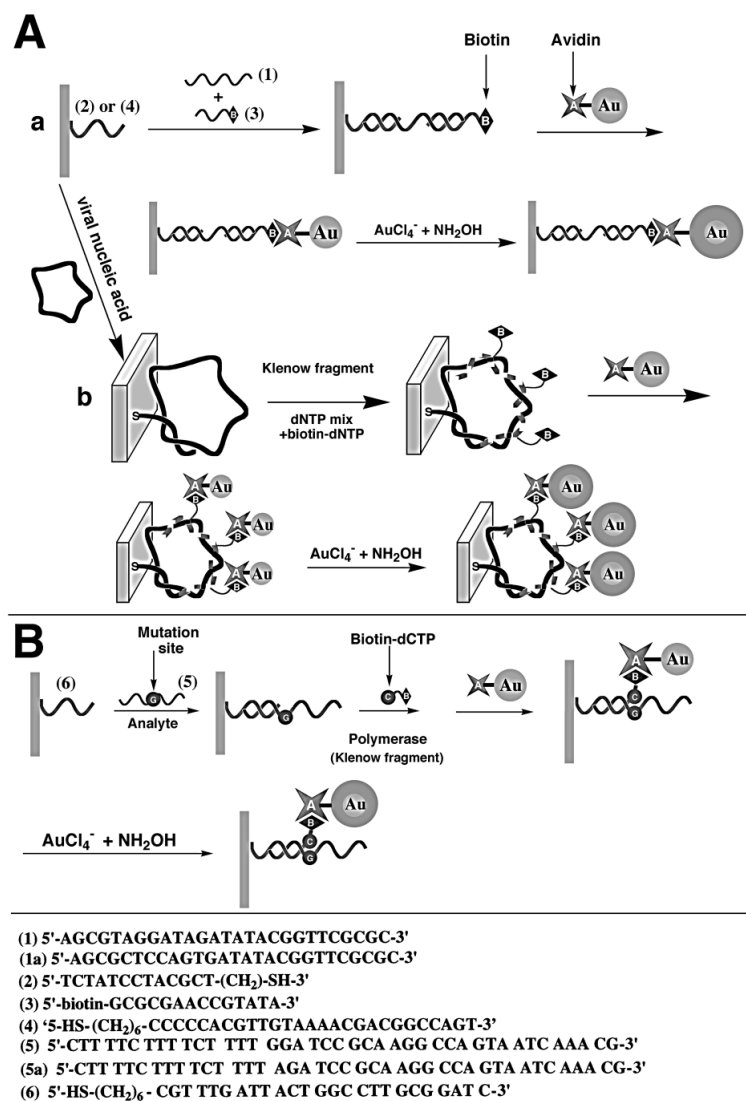 A
Biotin
Avidin
(1)
+
(2) or (4)
B (3)
a
B
A Au
viral nucleic acid
B A Au
AuCl₄⁻ + NH₂OH
B A Au
b
S
Klenow fragment
dNTP mix
+biotin-dNTP
S
B
B
B
A Au
S
A Au
B
A Au
B
A Au
B
AuCl₄⁻ + NH₂OH
S
A Au
B
A Au
B
A Au
B
B
Mutation
site
Biotin-dCTP
(6)
G (5)
Analyte
G
C B
Polymerase
(Klenow fragment)
A Au
A Au
B
C
G
AuCl₄⁻ + NH₂OH
A Au
B
C
G
(1) 5'-AGCGTAGGATAGATATACGGTTCGCGC-3'
(1a) 5'-AGCGCTCCAGTGATATACGGTTCGCGC-3'
(2) 5'-TCTATCCTACGCT-(CH₂)-SH-3'
(3) 5'-biotin-GCGCGAACCGTATA-3'
(4) '5-HS-(CH₂)₆-CCCCCACGTTGTAAAACGACGGCCAGT-3'
(5) 5'-CTT TTC TTT TCT TTT GGA TCC GCA AGG CCA GTA ATC AAA CG-3'
(5a) 5'-CTT TTC TTT TCT TTT AGA TCC GCA AGG CCA GTA ATC AAA CG-3'
(6) 5'-HS-(CH₂)₆ - CGT TTG ATT ACT GGC CTT GCG GAT C-3'